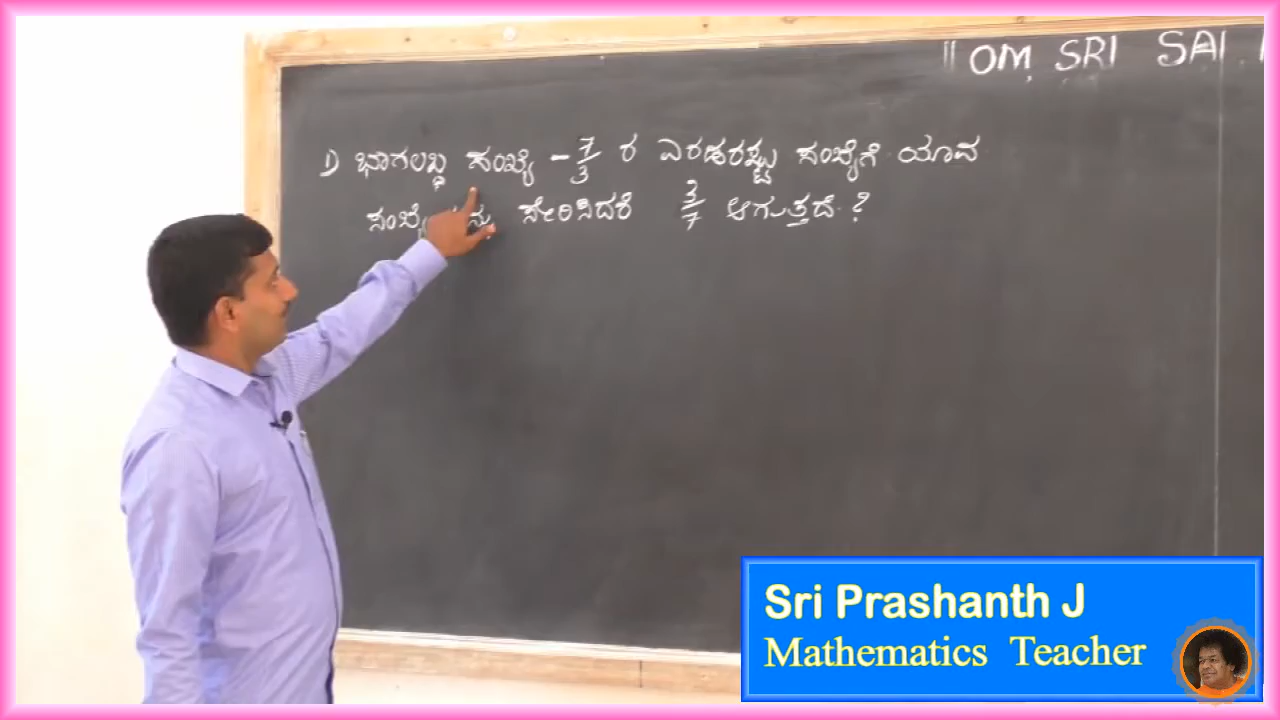 || OM SRI SAI
1) ಭಾಗಲಬ್ಧ ಸಂಖ್ಯೆ -7/3 ರ ಎರಡರಷ್ಟು ಸಂಖ್ಯೆಗೆ ಯಾವ
ಸೇರಿಸಿದರೆ 3/7 ಆಗುತ್ತದೆ ?
Sri Prashanth J
Mathematics Teacher